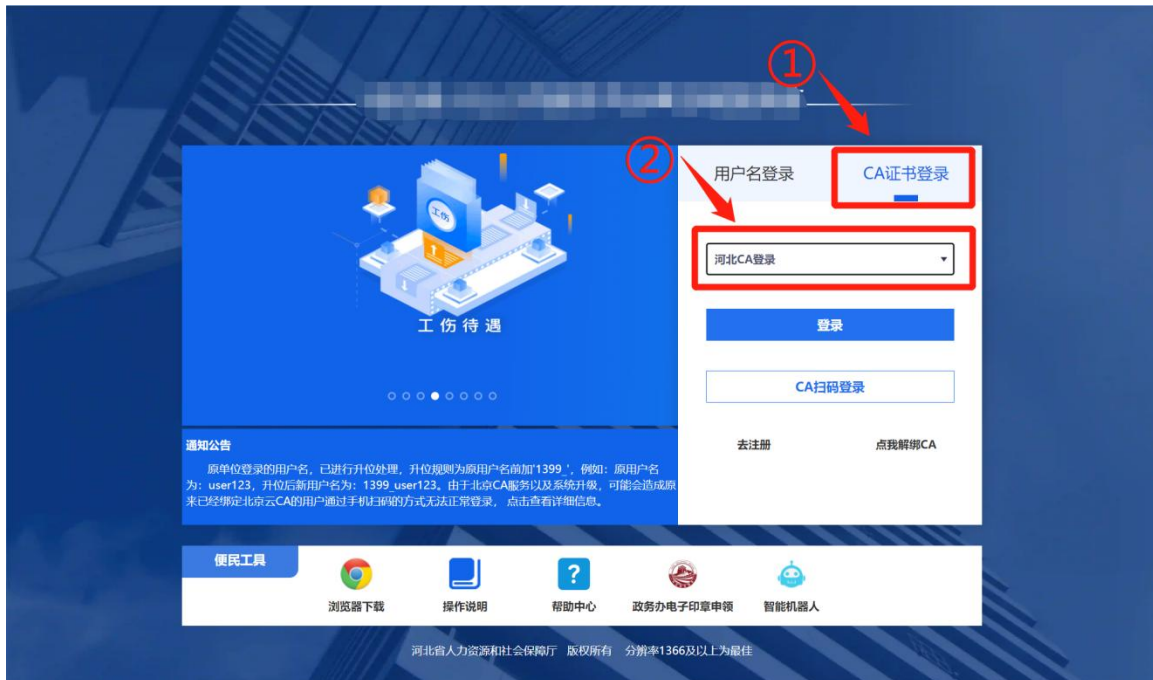 ①
②
用户名登录
CA证书登录
工伤
工伤待遇
河北CA登录
登录
CA扫码登录
去注册
点我解绑CA
通知公告
原单位登录的用户名，已进行升位处理，升位规则为原用户名前加'1399_'，例如：原用户名
为：user123，升位后新用户名为：1399_user123。由于北京CA服务以及系统升级，可能会造成原
来已经绑定北京云CA的用户通过手机扫码的方式无法正常登录， 点击查看详细信息。
便民工具
?
浏览器下载
操作说明
帮助中心
政务办电子印章申领
智能机器人
河北省人力资源和社会保障厅 版权所有 分辨率1366及以上为最佳